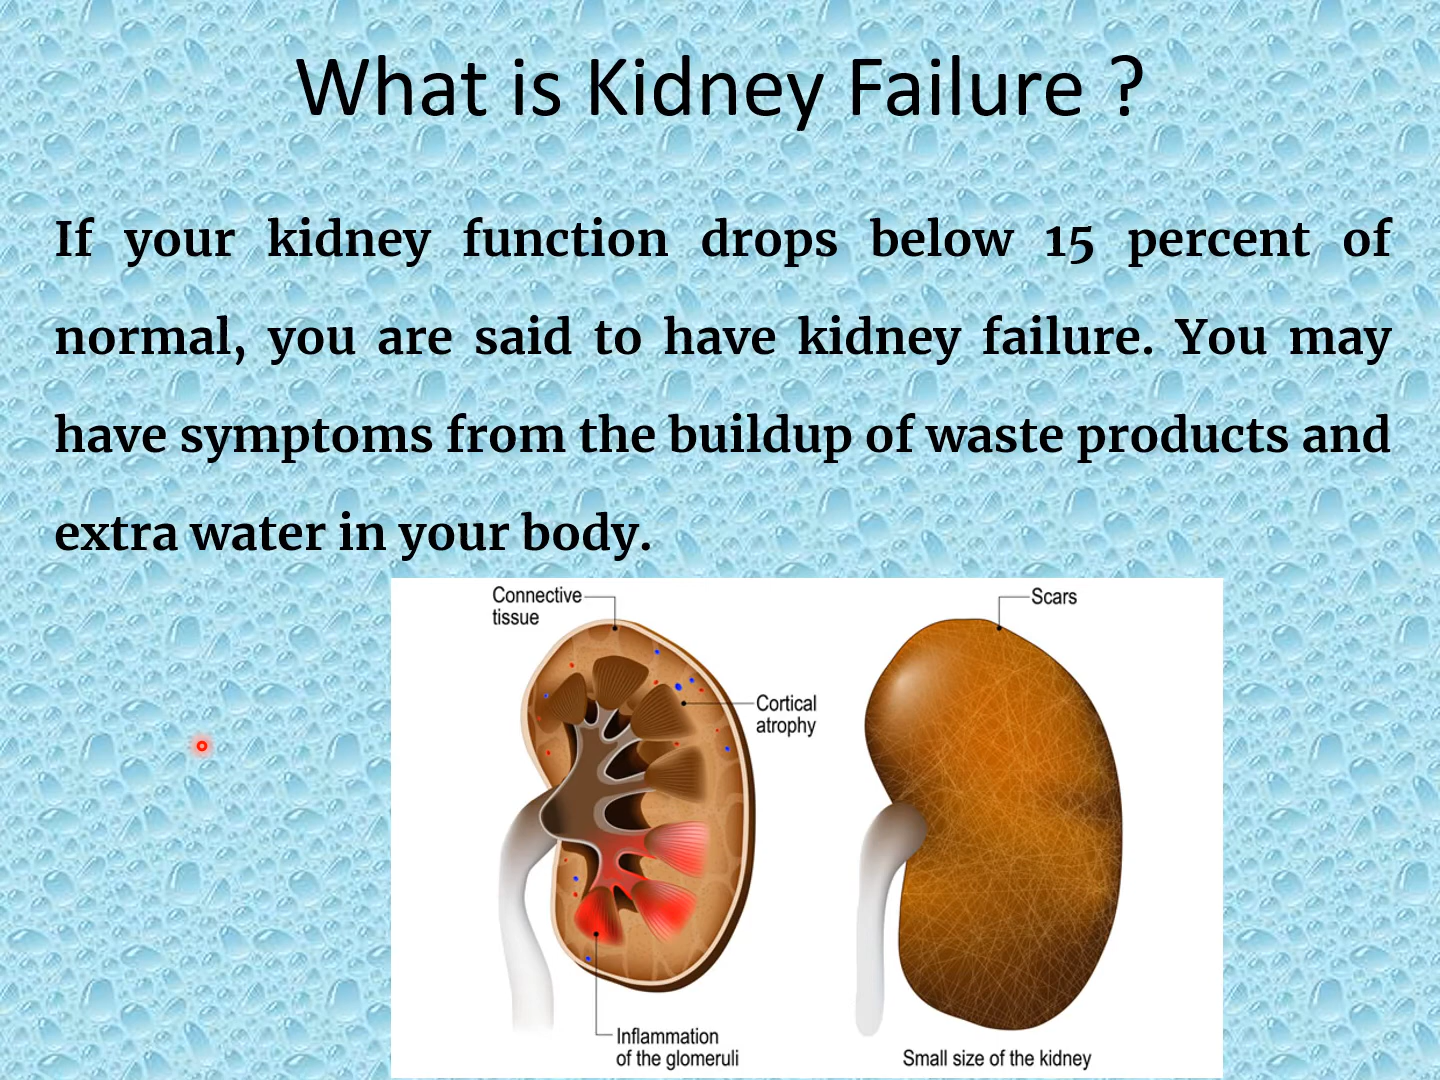 What is Kidney Failure ?
If your kidney function drops below 15 percent of
normal, you are said to have kidney failure. You may
have symptoms from the buildup of waste products and
extra water in your body.
Connective
tissue
Scars
Cortical
atrophy
Inflammation
of the glomeruli
Small size of the kidney